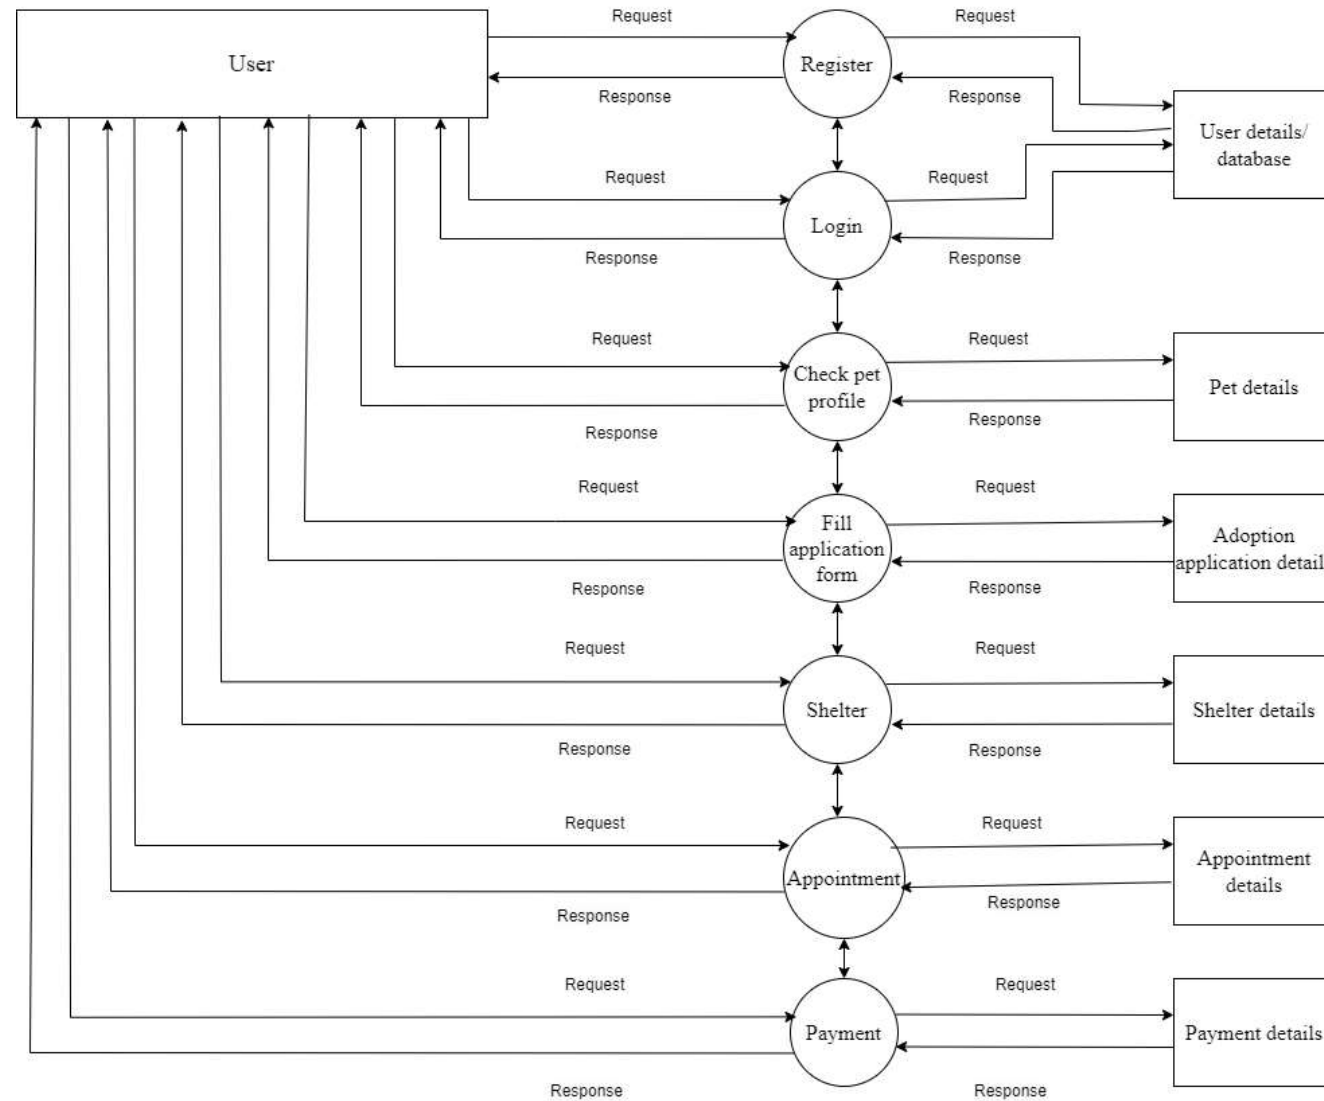 Request
Request
User
Register
Response
Response
User details/
database
Request
Request
Login
Response
Response
Request
Request
Check pet
profile
Pet details
Response
Response
Request
Request
Fill
application
form
Adoption
application detail
Response
Response
Request
Request
Shelter
Shelter details
Response
Response
Request
Request
Appointment
Appointment
details
Response
Response
Request
Request
Payment
Payment details
Response
Response